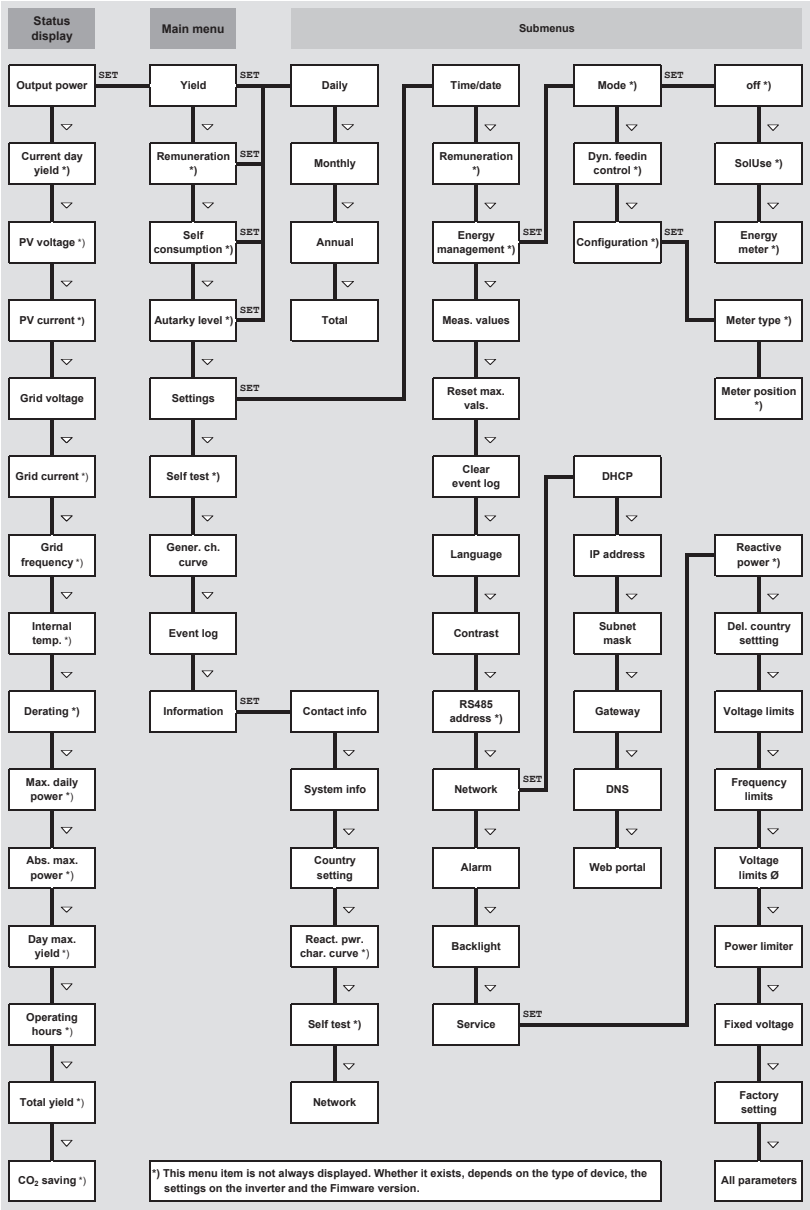 Status
display
Main menu
Submenus
Output power
SET
Yield
SET
Daily
Time/date
Mode *)
SET
off *)
Current day
yield *)
Remuneration
*)
SET
Monthly
Remuneration
*)
Dyn. feedin
control *)
SolUse *)
PV voltage *)
Self
consumption *)
SET
Annual
Energy
management *)
SET
Configuration *)
SET
Energy
meter *)
PV current *)
Autarky level *)
SET
Total
Meas. values
Meter type *)
Grid voltage
Settings
SET
Reset max.
vals.
Meter position
*)
Grid current *)
Self test *)
Clear
event log
DHCP
Grid
frequency *)
Gener. ch.
curve
Language
IP address
Reactive
power *)
Internal
temp. *)
Event log
Contrast
Subnet
mask
Del. country
settting
Derating *)
Information
SET
Contact info
RS485
address *)
Gateway
Voltage limits
Max. daily
power *)
System info
Network
SET
DNS
Frequency
limits
Abs. max.
power *)
Country
setting
Alarm
Web portal
Voltage
limits Ø
Day max.
yield *)
React. pwr.
char. curve *)
Backlight
Power limiter
Operating
hours *)
Self test *)
Service
SET
Fixed voltage
Total yield *)
Network
Factory
setting
CO₂ saving *)
*) This menu item is not always displayed. Whether it exists, depends on the type of device, the
settings on the inverter and the Fimware version.
All parameters